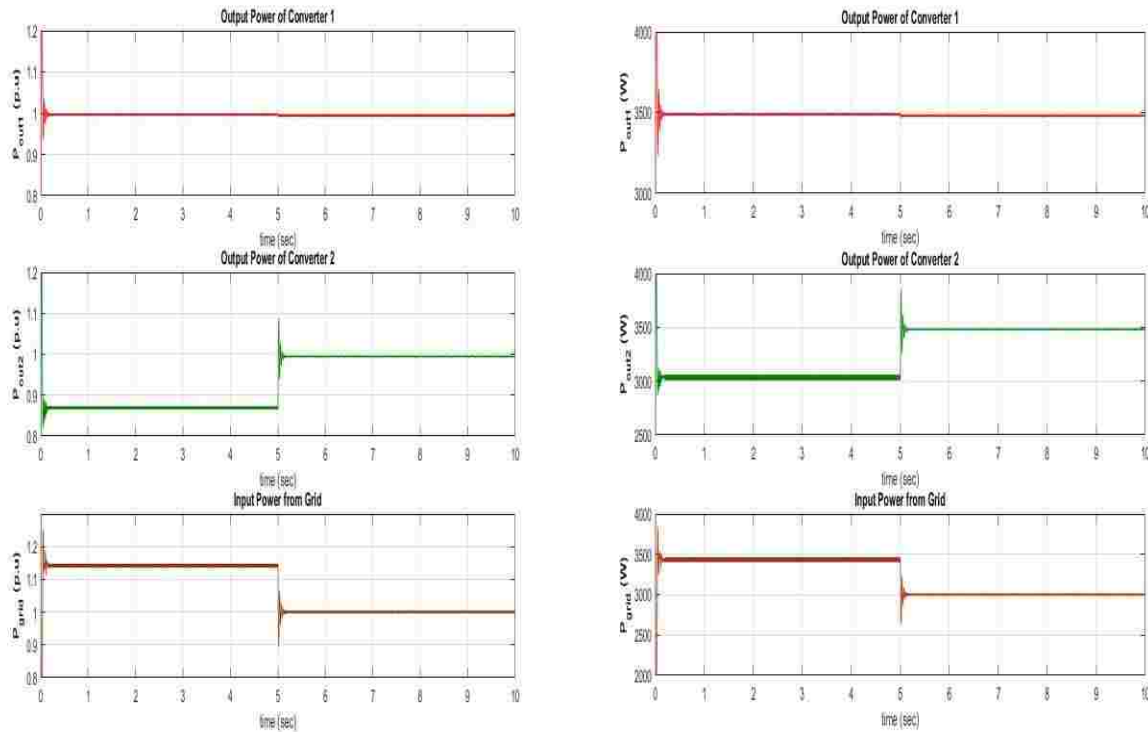 Output Power of Converter 1
P_out1 (p.u)
1.2
1.1
1
0.9
0.8
0 1 2 3 4 5 6 7 8 9 10
time (sec)
Output Power of Converter 1
P_out1 (W)
4000
3500
3000
0 1 2 3 4 5 6 7 8 9 10
time (sec)
Output Power of Converter 2
P_out2 (p.u)
1.2
1.1
1
0.9
0.8
0 1 2 3 4 5 6 7 8 9 10
time (sec)
Output Power of Converter 2
P_out2 (W)
4000
3500
3000
2500
0 1 2 3 4 5 6 7 8 9 10
time (sec)
Input Power from Grid
P_grid (p.u)
1.2
1.1
1
0.9
0.8
0 1 2 3 4 5 6 7 8 9 10
time (sec)
Input Power from Grid
P_grid (W)
4000
3500
3000
2500
2000
0 1 2 3 4 5 6 7 8 9 10
time (sec)